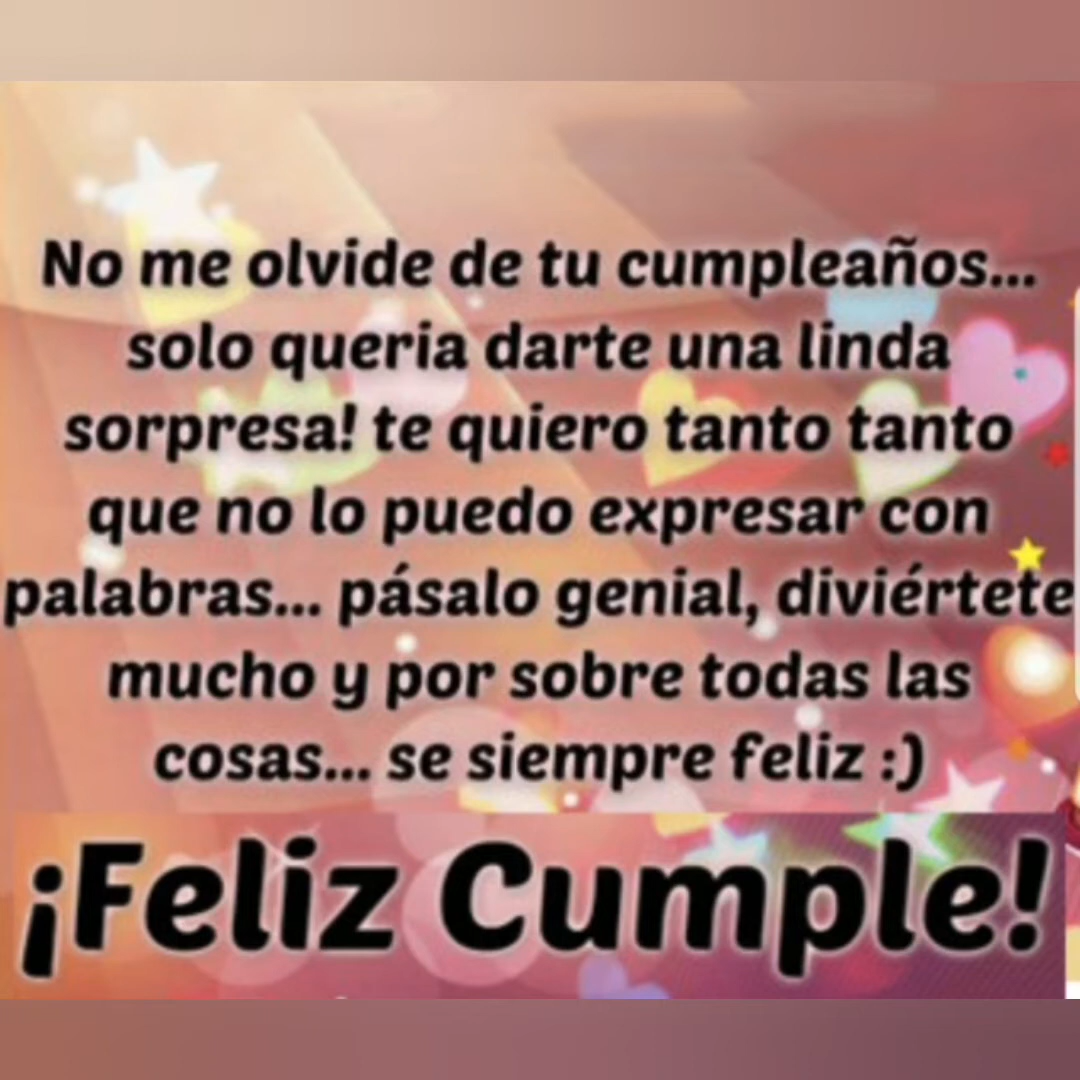 No me olvide de tu cumpleaños...
solo queria darte una linda
sorpresa! te quiero tanto tanto
que no lo puedo expresar con
palabras... pásalo genial, diviértete
mucho y por sobre todas las
cosas... se siempre feliz :)
¡Feliz Cumple!